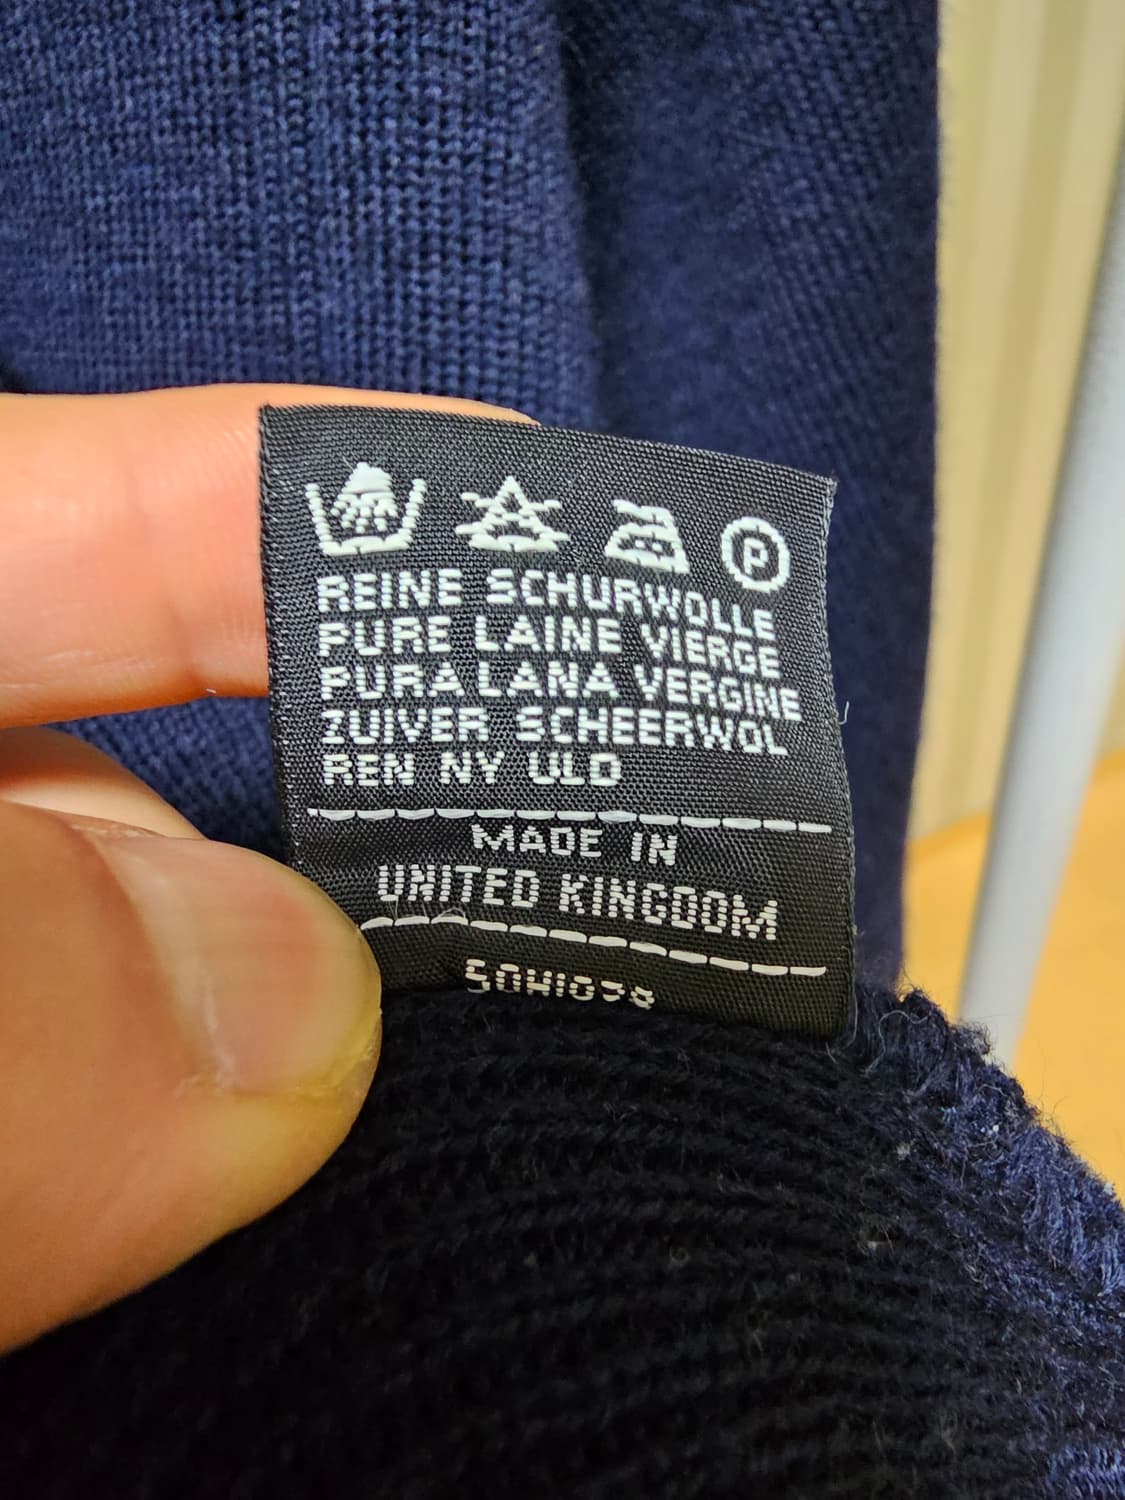 P
REINE SCHURWOLLE
PURE LAINE VIERGE
PURA LANA VERGINE
ZUIVER SCHEERWOL
REN NY ULD
MADE IN
UNITED KINGDOM